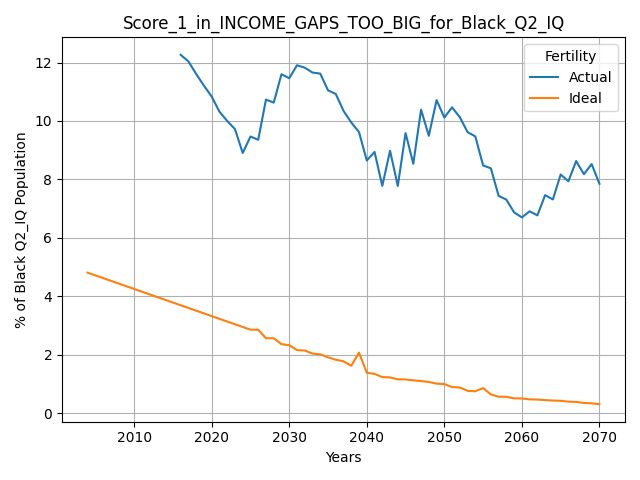 Score_1_in_INCOME_GAPS_TOO_BIG_for_Black_Q2_IQ
Fertility
Actual
Ideal
% of Black Q2_IQ Population
12
10
8
6
4
2
0
2010
2020
2030
2040
2050
2060
2070
Years